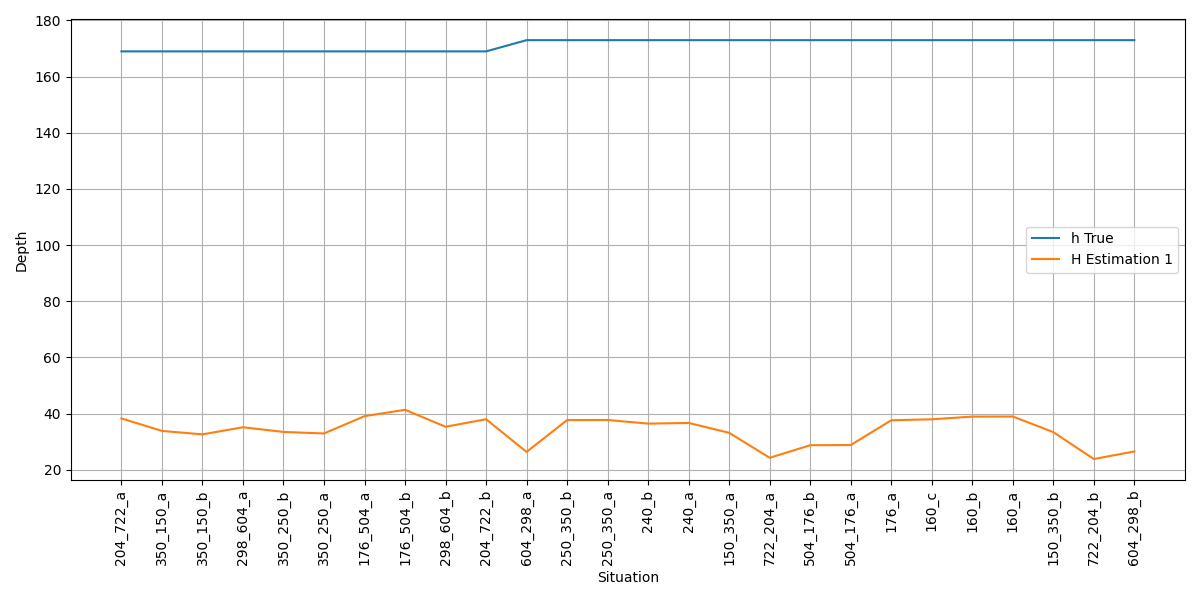 180
160
140
120
100
80
60
40
20
Depth
h True
H Estimation 1
204_722_a
350_150_a
350_150_b
298_604_a
350_250_b
350_250_a
176_504_a
176_504_b
298_604_b
204_722_b
604_298_a
250_350_b
250_350_a
240_b
240_a
150_350_a
722_204_a
504_176_b
504_176_a
176_a
160_c
160_b
160_a
150_350_b
722_204_b
604_298_b
Situation